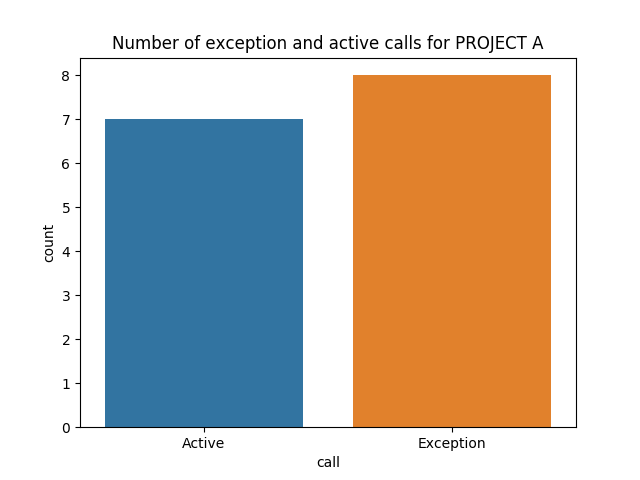 Number of exception and active calls for PROJECT A
8
7
6
5
4
3
2
1
0
count
Active Exception
call